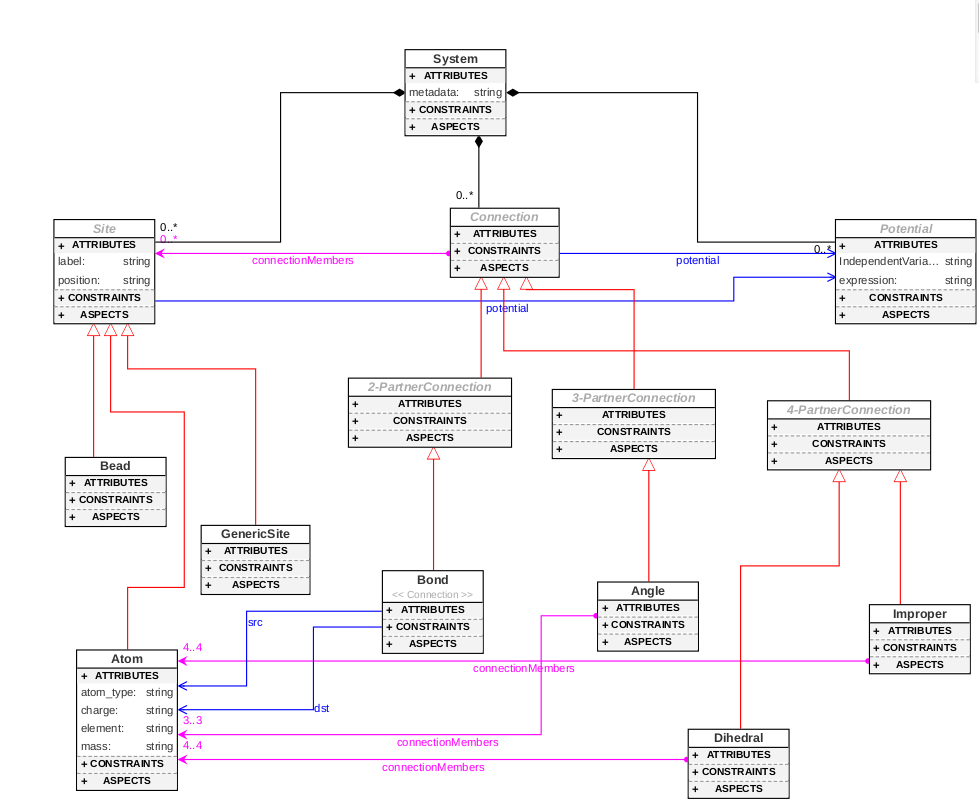 System
+ ATTRIBUTES
metadata: string
+ CONSTRAINTS
+ ASPECTS
0..*
Site
+ ATTRIBUTES
label: string
position: string
+ CONSTRAINTS
+ ASPECTS
0..*
0..*
connectionMembers
Connection
+ ATTRIBUTES
+ CONSTRAINTS
+ ASPECTS
potential
potential
0..*
Potential
+ ATTRIBUTES
IndependentVaria... string
expression: string
+ CONSTRAINTS
+ ASPECTS
2-PartnerConnection
+ ATTRIBUTES
+ CONSTRAINTS
+ ASPECTS
3-PartnerConnection
+ ATTRIBUTES
+ CONSTRAINTS
+ ASPECTS
4-PartnerConnection
+ ATTRIBUTES
+ CONSTRAINTS
+ ASPECTS
Bead
+ ATTRIBUTES
+ CONSTRAINTS
+ ASPECTS
GenericSite
+ ATTRIBUTES
+ CONSTRAINTS
+ ASPECTS
Bond
<< Connection >>
+ ATTRIBUTES
+ CONSTRAINTS
+ ASPECTS
Angle
+ ATTRIBUTES
+ CONSTRAINTS
+ ASPECTS
Improper
+ ATTRIBUTES
+ CONSTRAINTS
+ ASPECTS
src
4..4
connectionMembers
Atom
+ ATTRIBUTES
atom_type: string
charge: string
element: string
mass: string
+ CONSTRAINTS
+ ASPECTS
dst
3..3
connectionMembers
4..4
connectionMembers
Dihedral
+ ATTRIBUTES
+ CONSTRAINTS
+ ASPECTS